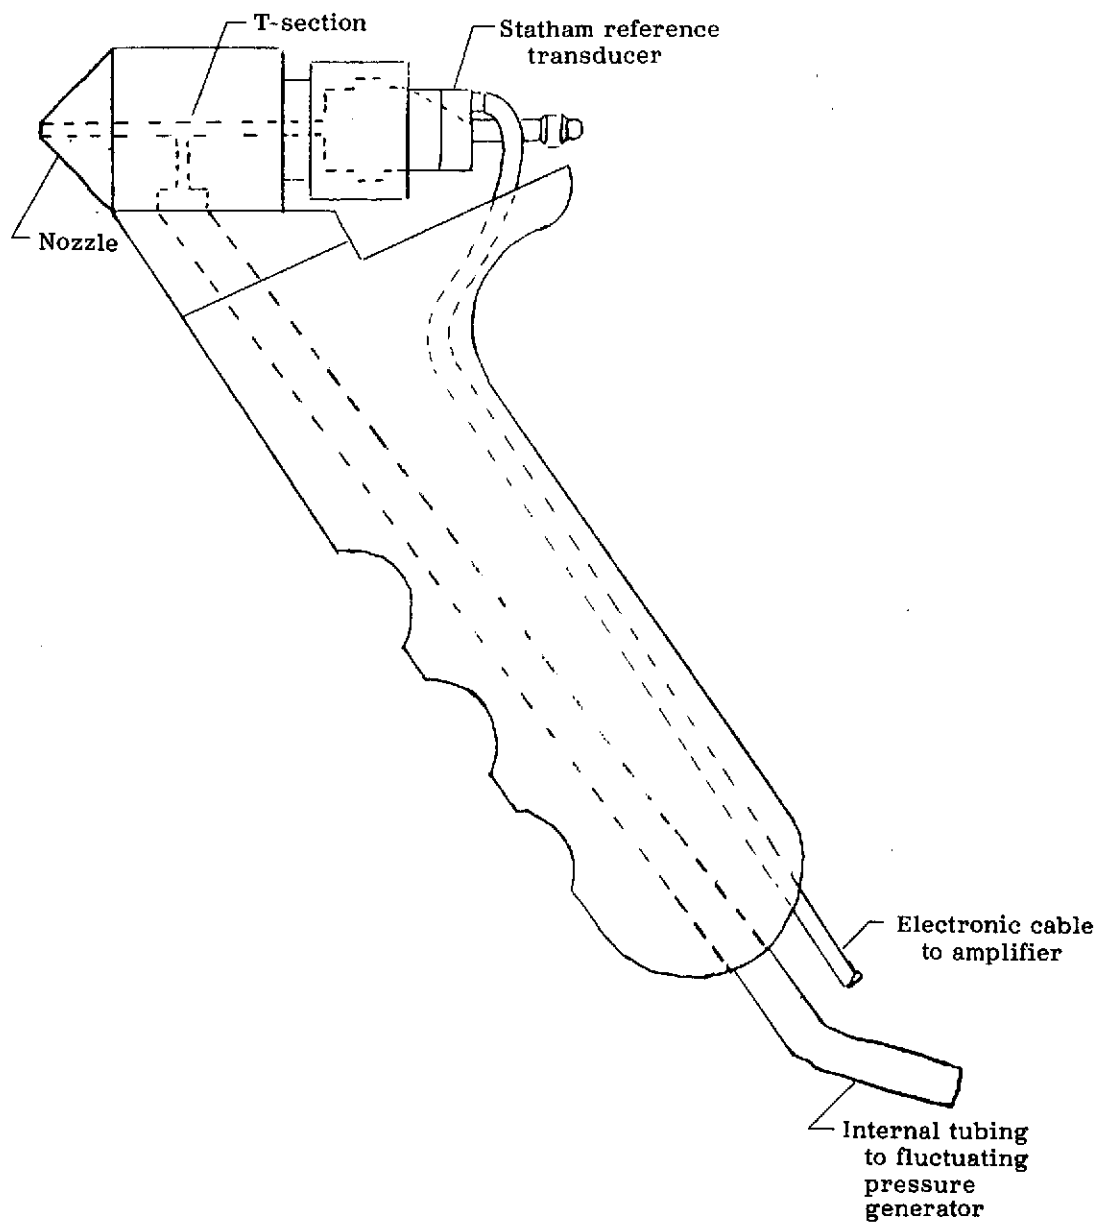 T-section
Statham reference
transducer
Nozzle
Electronic cable
to amplifier
Internal tubing
to fluctuating
pressure
generator